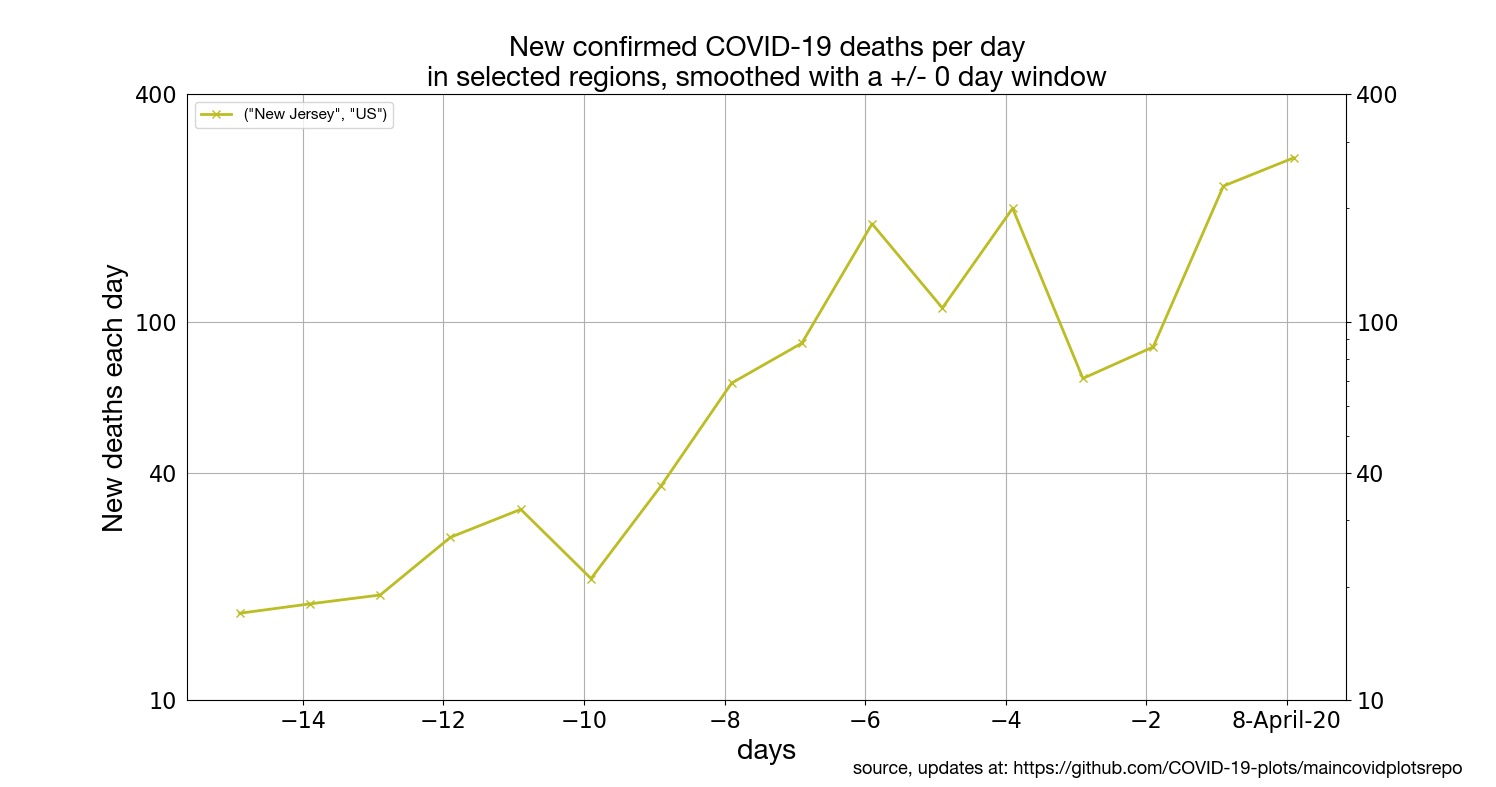 New confirmed COVID-19 deaths per day
in selected regions, smoothed with a +/- 0 day window
400
400
("New Jersey", "US")
100
100
New deaths each day
40
40
10
10
−14
−12
−10
−8
−6
−4
−2
8-April-20
days
source, updates at: https://github.com/COVID-19-plots/maincovidplotsrepo